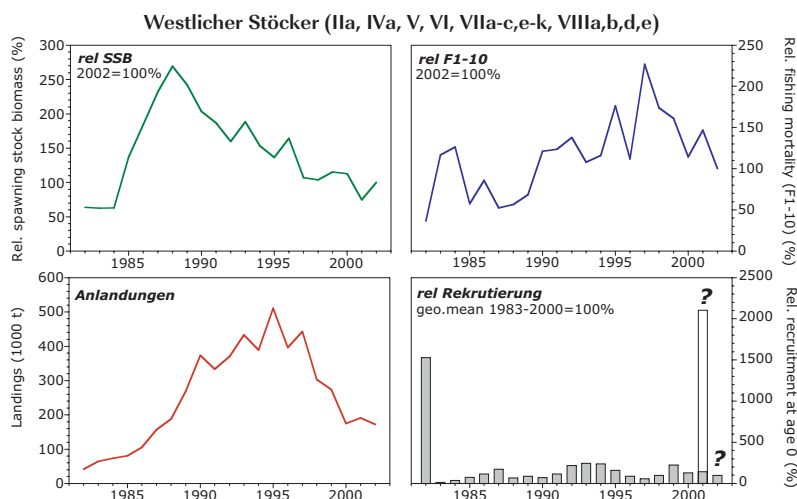 Westlicher Stöcker (IIa, IVa, V, VI, VIIa-c,e-k, VIIIa,b,d,e)
Rel. spawning stock biomass (%)
300
250
200
150
100
50
0
rel SSB
2002=100%
1985 1990 1995 2000
rel F1-10
2002=100%
250
200
150
100
50
0
Rel. fishing mortality (F1-10) (%)
1985 1990 1995 2000
Landings (1000 t)
600
500
400
300
200
100
0
Anlandungen
1985 1990 1995 2000
rel Rekrutierung
geo.mean 1983-2000=100%
?
?
2500
2000
1500
1000
500
0
Rel. recruitment at age 0 (%)
1985 1990 1995 2000